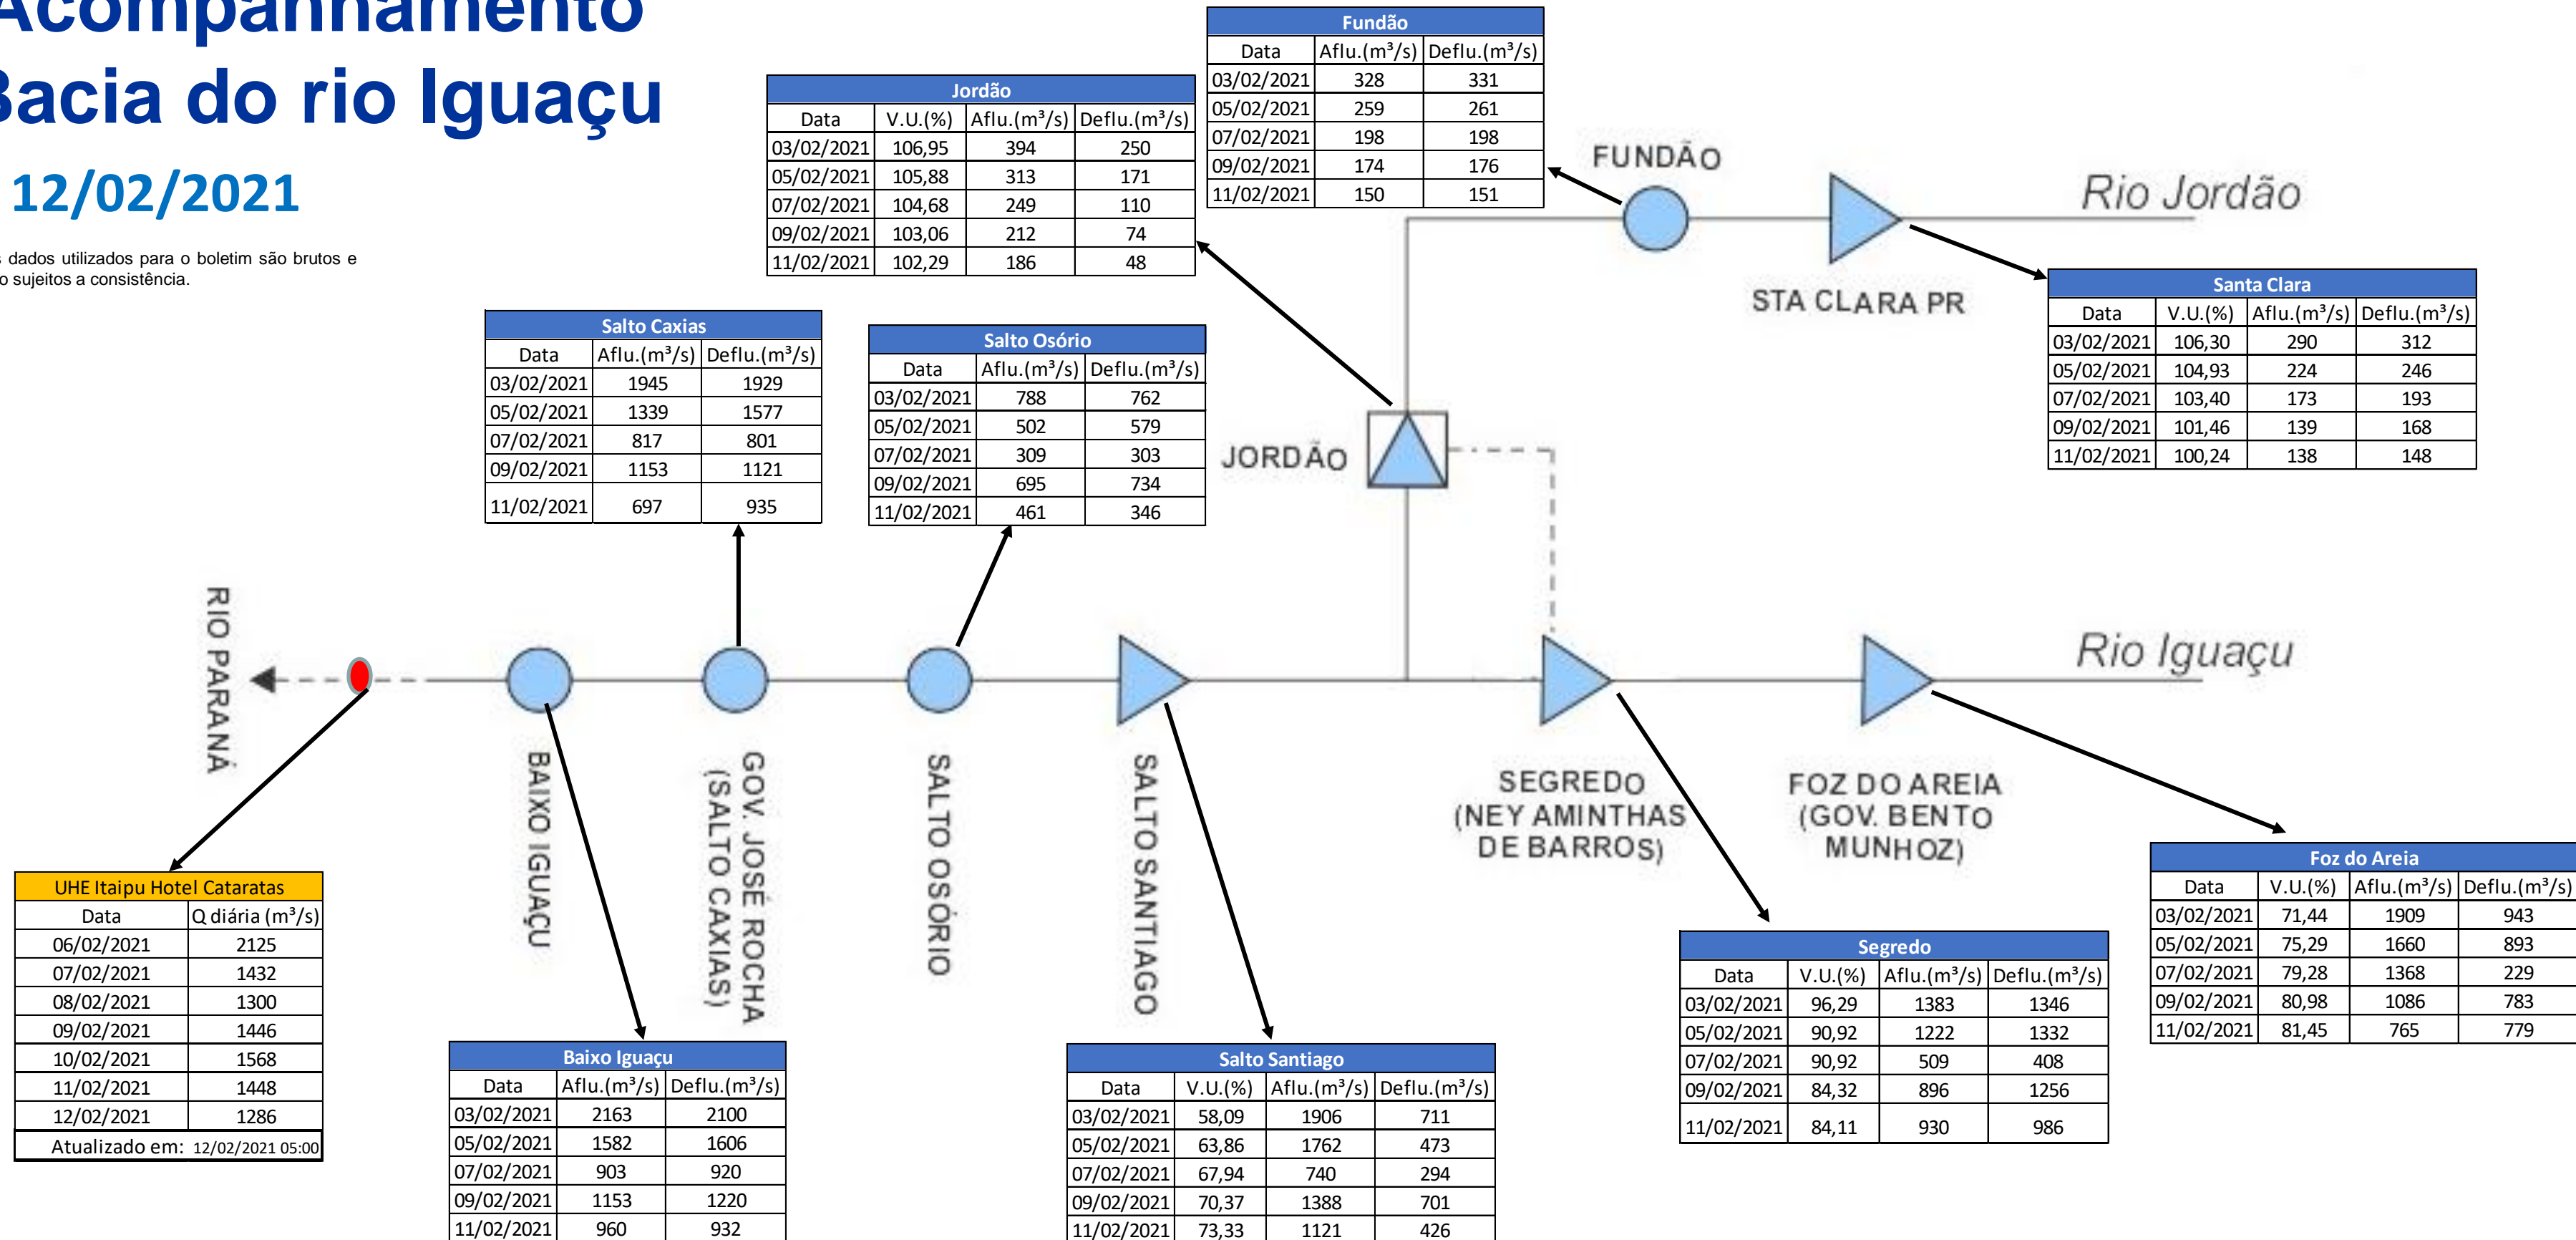 Acompanhamento
Bacia do rio Iguaçu
12/02/2021
s dados utilizados para o boletim são brutos e
o sujeitos a consistência.
Fundão
Data Aflu.(m³/s) Deflu.(m³/s)
03/02/2021 328 331
05/02/2021 259 261
07/02/2021 198 198
09/02/2021 174 176
11/02/2021 150 151
Jordão
Data V.U.(%) Aflu.(m³/s) Deflu.(m³/s)
03/02/2021 106,95 394 250
05/02/2021 105,88 313 171
07/02/2021 104,68 249 110
09/02/2021 103,06 212 74
11/02/2021 102,29 186 48
FUNDÃO
Rio Jordão
STA CLARA PR
Santa Clara
Data V.U.(%) Aflu.(m³/s) Deflu.(m³/s)
03/02/2021 106,30 290 312
05/02/2021 104,93 224 246
07/02/2021 103,40 173 193
09/02/2021 101,46 139 168
11/02/2021 100,24 138 148
Salto Caxias
Data Aflu.(m³/s) Deflu.(m³/s)
03/02/2021 1945 1929
05/02/2021 1339 1577
07/02/2021 817 801
09/02/2021 1153 1121
11/02/2021 697 935
Salto Osório
Data Aflu.(m³/s) Deflu.(m³/s)
03/02/2021 788 762
05/02/2021 502 579
07/02/2021 309 303
09/02/2021 695 734
11/02/2021 461 346
JORDÃO
RIO PARANÁ
Rio Iguaçu
BAIXO IGUAÇU
GOV. JOSÉ ROCHA
(SALTO CAXIAS)
SALTO OSÓRIO
SALTO SANTIAGO
SEGREDO
(NEY AMINTHAS
DE BARROS)
FOZ DO AREIA
(GOV. BENTO
MUNHOZ)
UHE Itaipu Hotel Cataratas
Data Q diária (m³/s)
06/02/2021 2125
07/02/2021 1432
08/02/2021 1300
09/02/2021 1446
10/02/2021 1568
11/02/2021 1448
12/02/2021 1286
Atualizado em: 12/02/2021 05:00
Baixo Iguaçu
Data Aflu.(m³/s) Deflu.(m³/s)
03/02/2021 2163 2100
05/02/2021 1582 1606
07/02/2021 903 920
09/02/2021 1153 1220
11/02/2021 960 932
Salto Santiago
Data V.U.(%) Aflu.(m³/s) Deflu.(m³/s)
03/02/2021 58,09 1906 711
05/02/2021 63,86 1762 473
07/02/2021 67,94 740 294
09/02/2021 70,37 1388 701
11/02/2021 73,33 1121 426
Segredo
Data V.U.(%) Aflu.(m³/s) Deflu.(m³/s)
03/02/2021 96,29 1383 1346
05/02/2021 90,92 1222 1332
07/02/2021 90,92 509 408
09/02/2021 84,32 896 1256
11/02/2021 84,11 930 986
Foz do Areia
Data V.U.(%) Aflu.(m³/s) Deflu.(m³/s)
03/02/2021 71,44 1909 943
05/02/2021 75,29 1660 893
07/02/2021 79,28 1368 229
09/02/2021 80,98 1086 783
11/02/2021 81,45 765 779